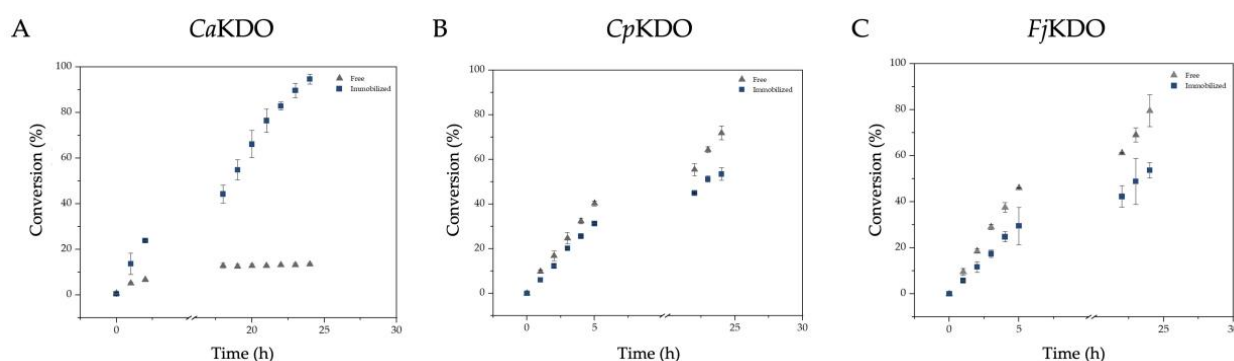 A CaKDO
B CpKDO
C FjKDO
100
80
60
40
20
0
Conversion (%)
Free
Immobilized
0 20 25 30
Time (h)
100
80
60
40
20
0
Conversion (%)
Free
Immobilized
0 5 25 30
Time (h)
100
80
60
40
20
0
Conversion (%)
Free
Immobilized
0 5 25 30
Time (h)